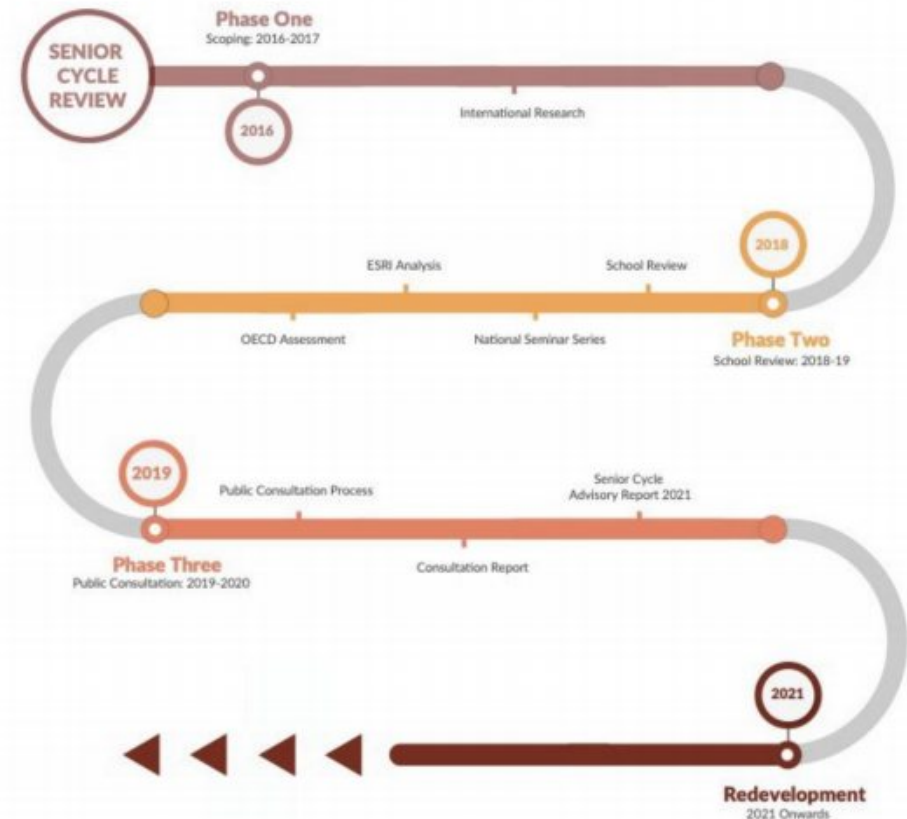 SENIOR
CYCLE
REVIEW
Phase One
Scoping: 2016-2017
2016
International Research
2018
Phase Two
School Review: 2018-19
School Review
National Seminar Series
ESRI Analysis
OECD Assessment
2019
Phase Three
Public Consultation: 2019-2020
Public Consultation Process
Consultation Report
Senior Cycle
Advisory Report 2021
2021
Redevelopment
2021 Onwards